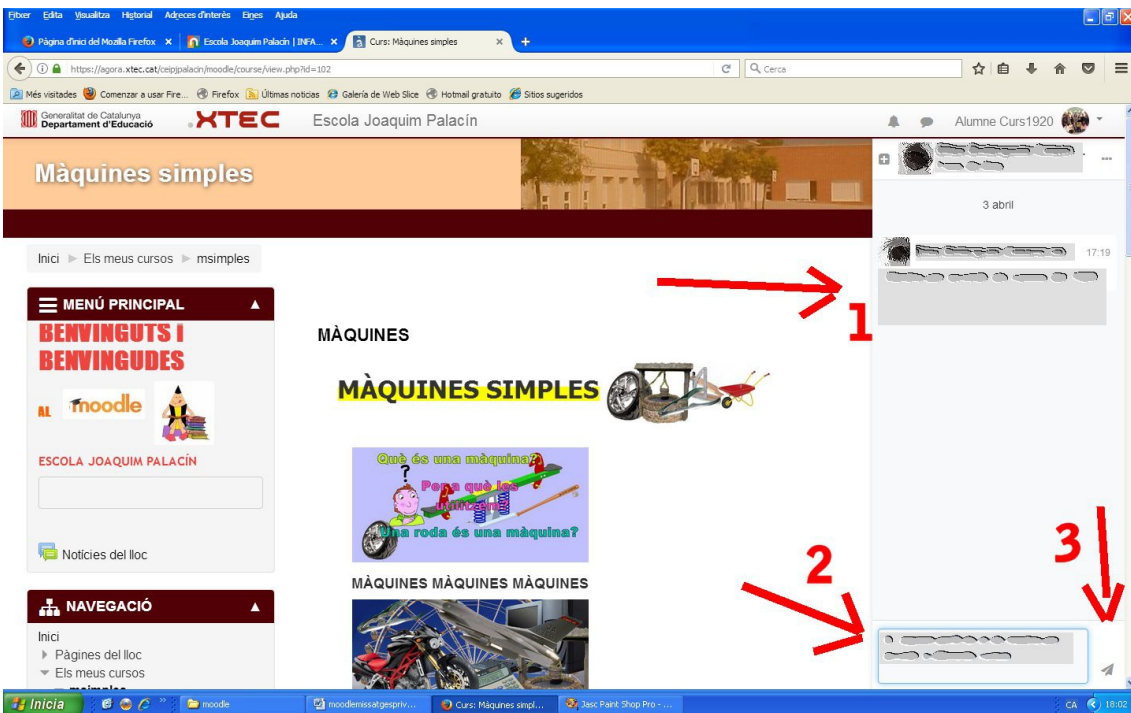 Fitxer Edita Visualitza Historial Adreces d'interès Eines Ajuda
Pàgina d'inici del Mozilla Firefox
Escola Joaquim Palacín | INFA...
Curs: Màquines simples
https://agora.xtec.cat/ceipjpalacin/moodle/course/view.php?id=102
Cerca
Més visitades Comenzar a usar Fire... Firefox Últimas noticias Galería de Web Slice Hotmail gratuito Sitios sugeridos
Generalitat de Catalunya
Departament d'Educació
XTEC
Escola Joaquim Palacín
Alumne Curs1920
Màquines simples
3 abril
Inici Els meus cursos msimples
17:19
MENÚ PRINCIPAL
1
BENVINGUTS I
BENVINGUDES
AL moodle
ESCOLA JOAQUIM PALACÍN
Notícies del lloc
MÀQUINES
MÀQUINES SIMPLES
Què és una màquina?
?
Per a què les
utilitzem?
Una roda és una màquina?
MÀQUINES MÀQUINES MÀQUINES
2
3
NAVEGACIÓ
Inici
Pàgines del lloc
Els meus cursos
msimples
Inicia
moodle
moodlemissatgespriv...
Curs: Màquines simpl...
Jasc Paint Shop Pro - ...
CA
18:02